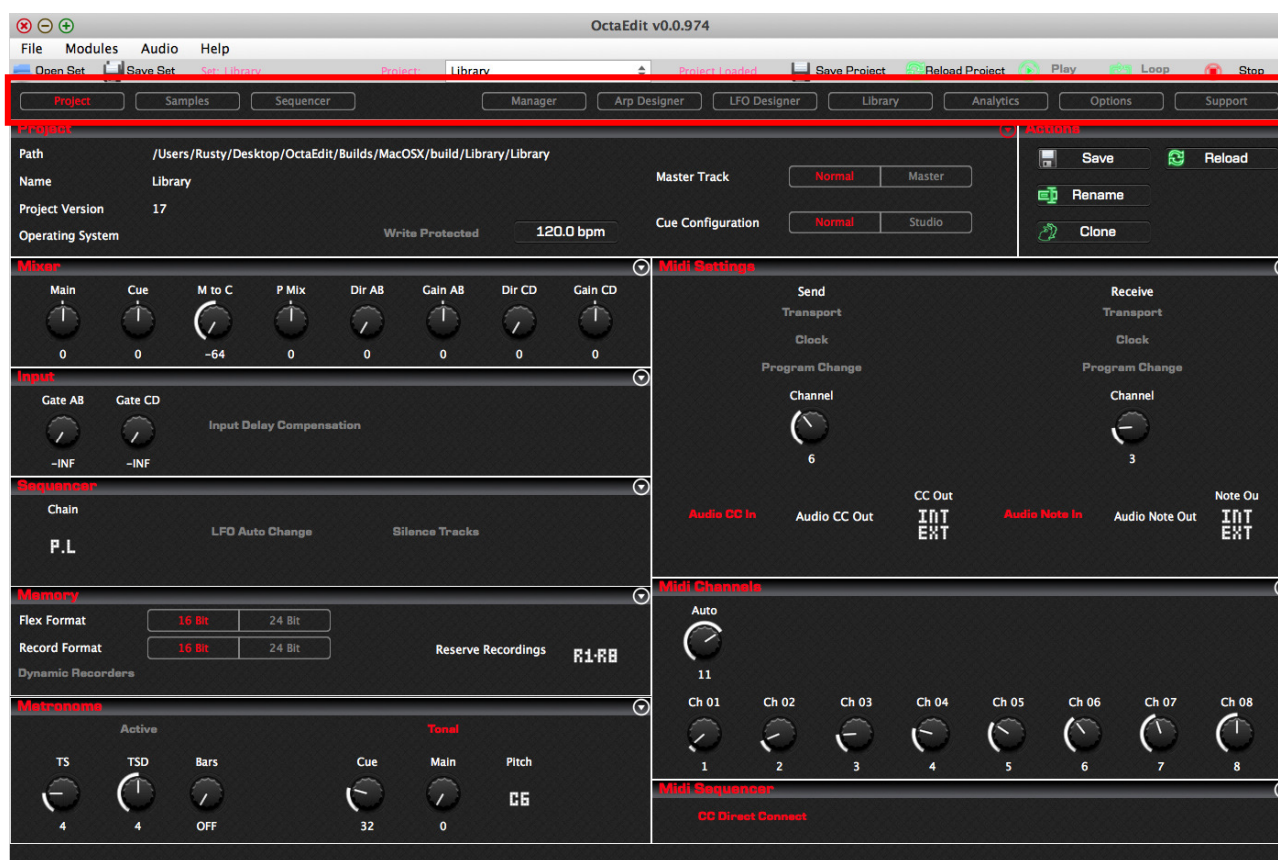 OctaEdit v0.0.974
File Modules Audio Help
Open Set Save Set Set: Library Project: Library Project Loaded Save Project Reload Project Play Loop Stop
Project Samples Sequencer Manager Arp Designer LFO Designer Library Analytics Options Support
Project Actions
Path /Users/Rusty/Desktop/OctaEdit/Builds/MacOSX/build/Library/Library Save Reload
Name Library Master Track Normal Master
Rename
Project Version 17
Cue Configuration Normal Studio
Operating System Write Protected 120.0 bpm Clone
Mixer
Main Cue M to C P Mix Dir AB Gain AB Dir CD Gain CD
0 0 -64 0 0 0 0 0
Input
Gate AB Gate CD
Input Delay Compensation
-INF -INF
Sequencer
Chain
LFO Auto Change Silence Tracks
P.L
Memory
Flex Format 16 Bit 24 Bit
Record Format 16 Bit 24 Bit Reserve Recordings R1-R8
Dynamic Recorders
Metronome
Active Tonal
TS TSD Bars Cue Main Pitch
C6
4 4 OFF 32 0
Midi Settings
Send Receive
Transport Transport
Clock Clock
Program Change Program Change
Channel Channel
6 3
CC Out Note Ou
Audio CC In Audio CC Out INT Audio Note In Audio Note Out INT
EXT EXT
Midi Channels
Auto
11
Ch 01 Ch 02 Ch 03 Ch 04 Ch 05 Ch 06 Ch 07 Ch 08
1 2 3 4 5 6 7 8
Midi Sequencer
CC Direct Connect